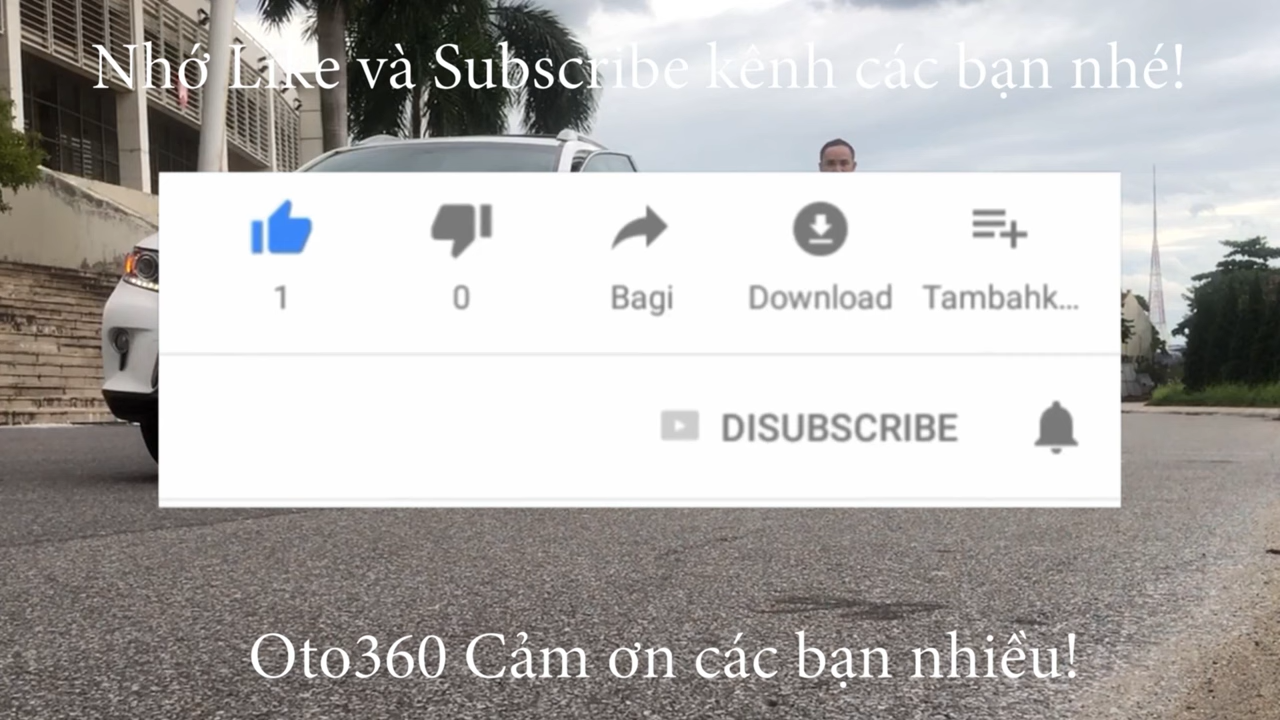 Nhớ Like và Subscribe kênh các bạn nhé!
1 0 Bagi Download Tambahk...
DISUBSCRIBE
Oto360 Cảm ơn các bạn nhiều!